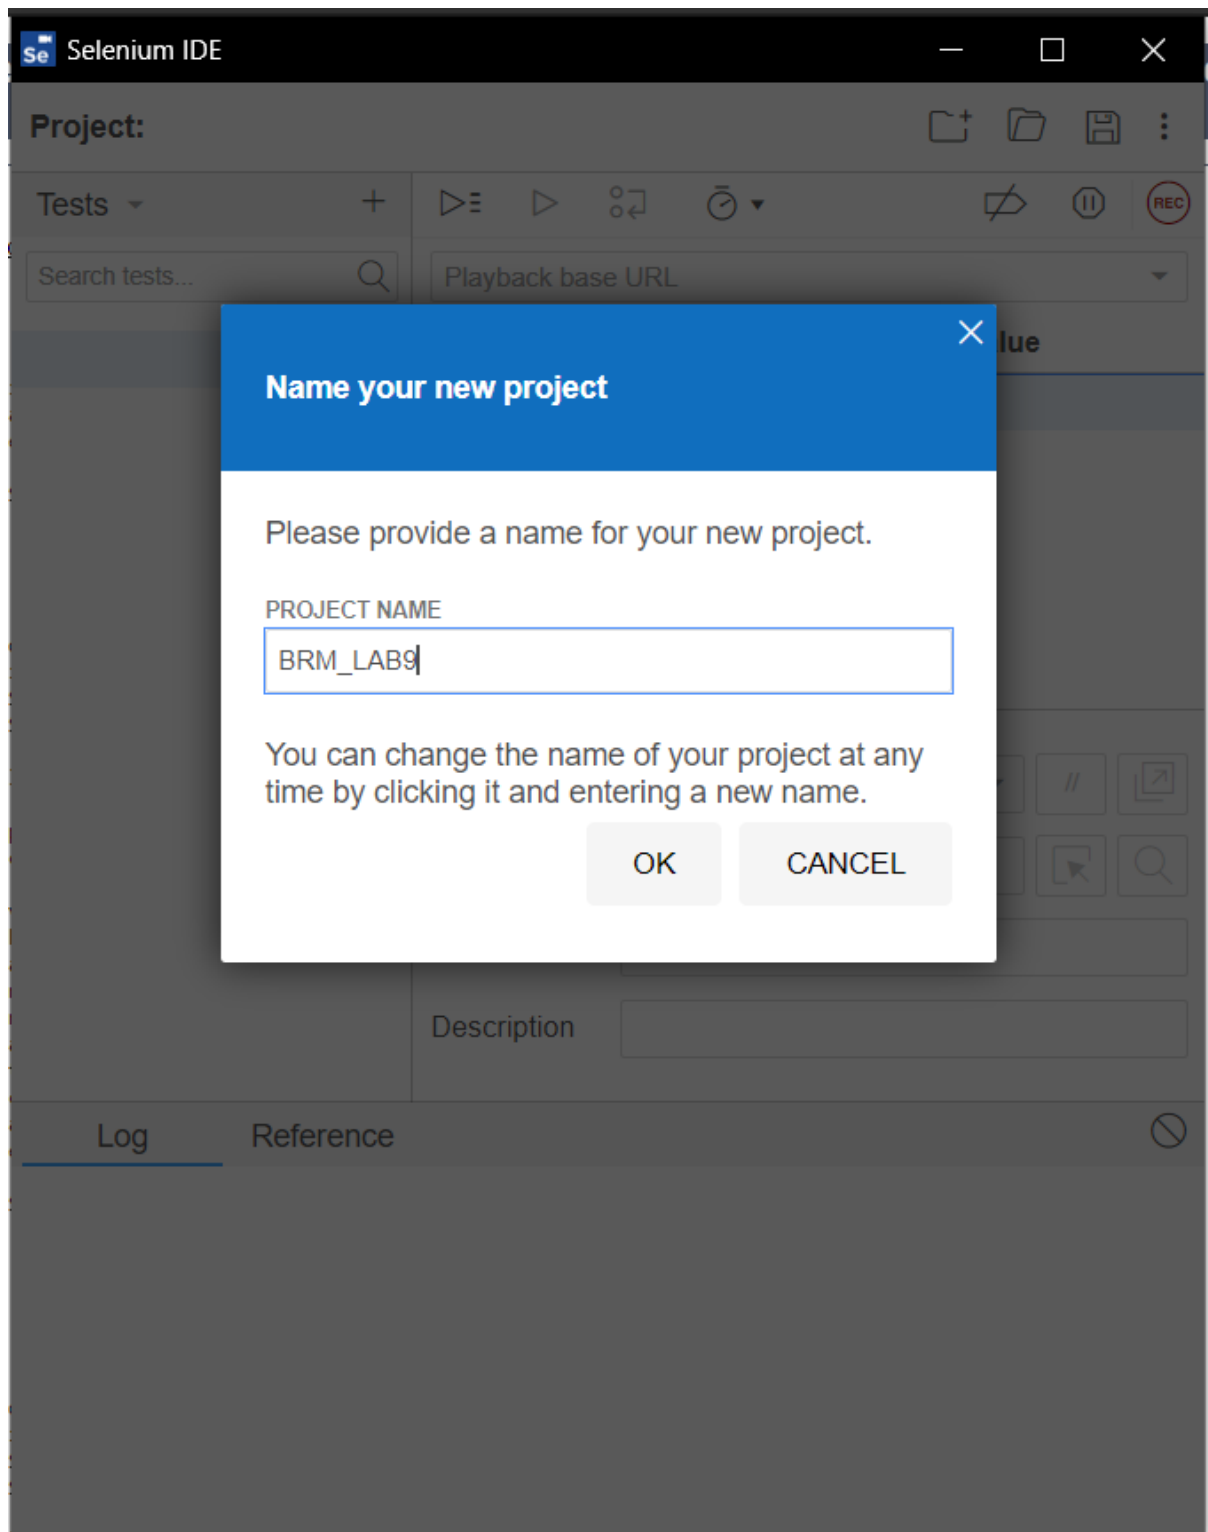 Se Selenium IDE
Project:
Tests
REC
Search tests...
Playback base URL
lue
Name your new project
Please provide a name for your new project.
PROJECT NAME
BRM_LAB9
You can change the name of your project at any
time by clicking it and entering a new name.
OK CANCEL
//
Description
Log Reference